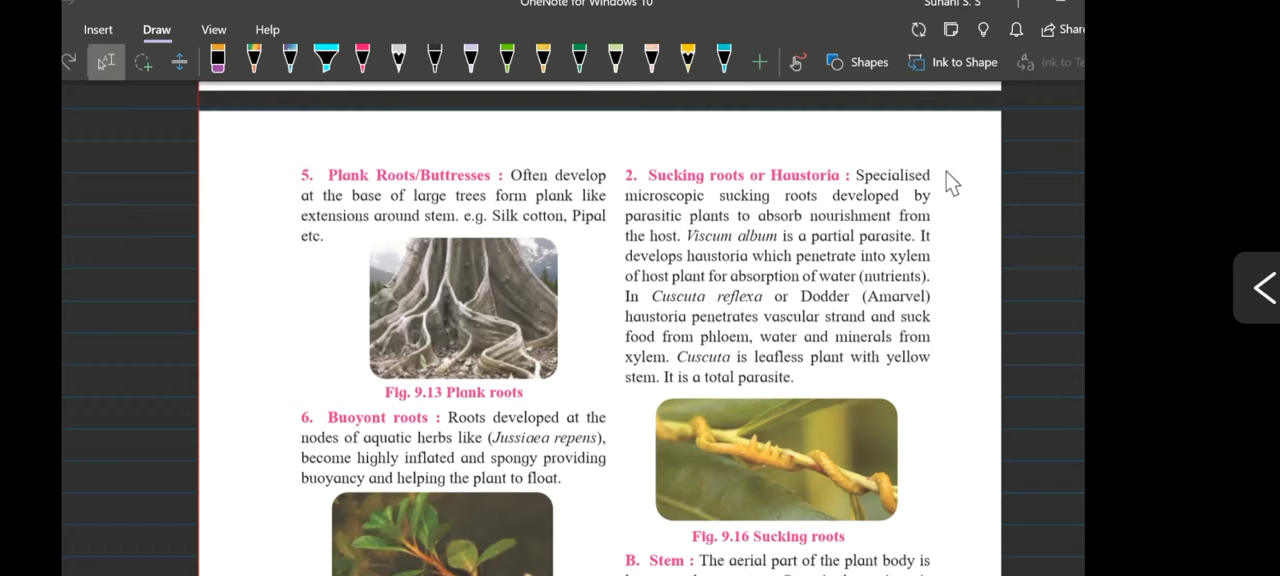 OneNote for Windows 10
Suhani S. S
Insert
Draw
View
Help
Share
Shapes
Ink to Shape
Ink to Te
5. Plank Roots/Buttresses : Often develop
at the base of large trees form plank like
extensions around stem. e.g. Silk cotton, Pipal
etc.
Fig. 9.13 Plank roots
6. Buoyont roots : Roots developed at the
nodes of aquatic herbs like (Jussiaea repens),
become highly inflated and spongy providing
buoyancy and helping the plant to float.
2. Sucking roots or Haustoria : Specialised
microscopic sucking roots developed by
parasitic plants to absorb nourishment from
the host. Viscum album is a partial parasite. It
develops haustoria which penetrate into xylem
of host plant for absorption of water (nutrients).
In Cuscuta reflexa or Dodder (Amarvel)
haustoria penetrates vascular strand and suck
food from phloem, water and minerals from
xylem. Cuscuta is leafless plant with yellow
stem. It is a total parasite.
Fig. 9.16 Sucking roots
B. Stem : The aerial part of the plant body is